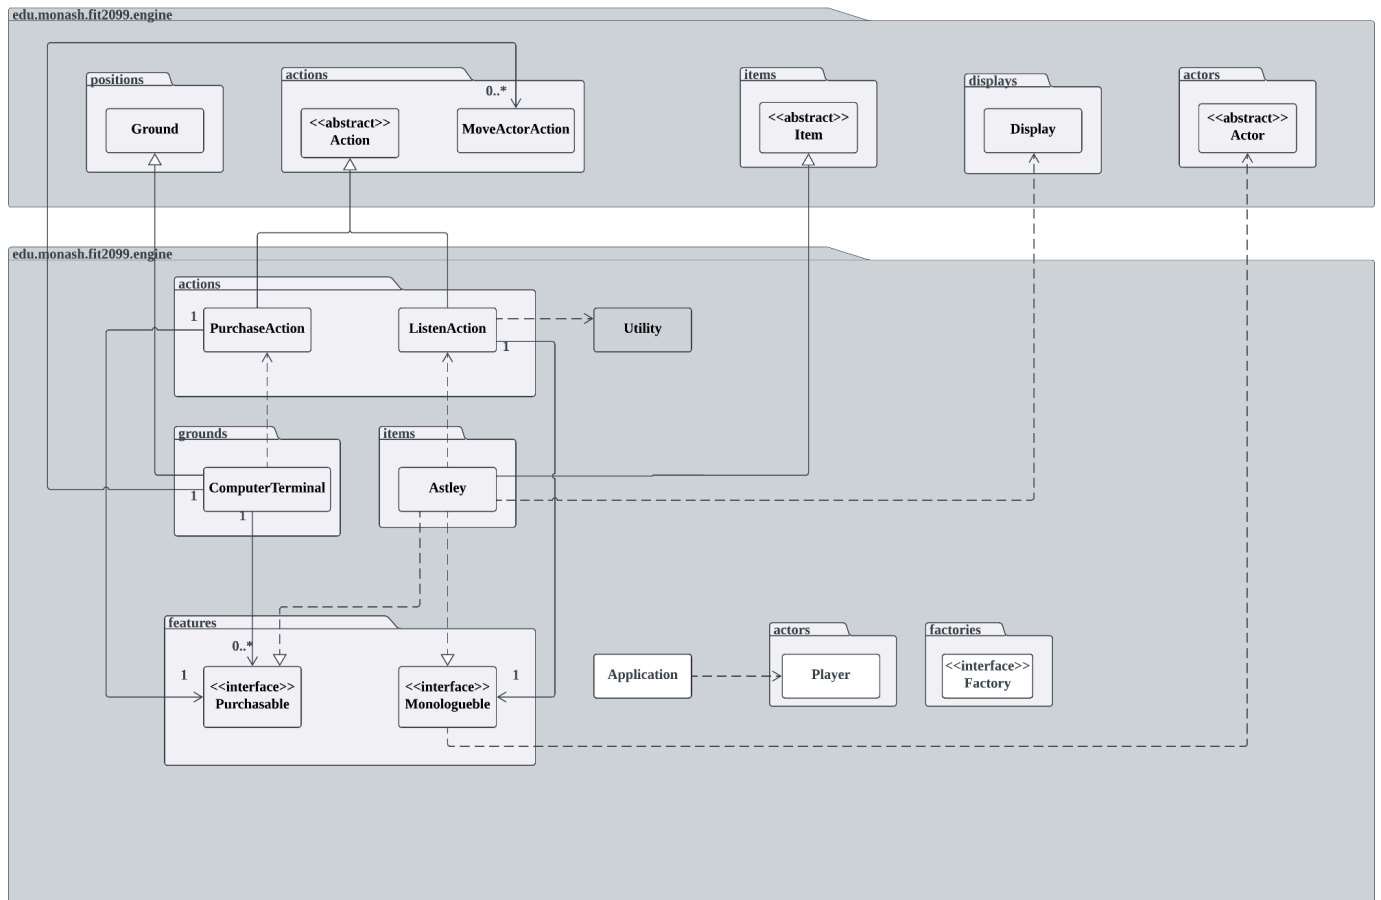 edu.monash.fit2099.engine
positions
actions
items
displays
actors
0..*
Ground
<<abstract>>
Action
MoveActorAction
<<abstract>>
Item
Display
<<abstract>>
Actor
edu.monash.fit2099.engine
actions
1
PurchaseAction
ListenAction
Utility
1
grounds
items
ComputerTerminal
Astley
1
1
features
actors
factories
0..*
1
<<interface>>
Purchasable
<<interface>>
Monologueble
1
Application
Player
<<interface>>
Factory